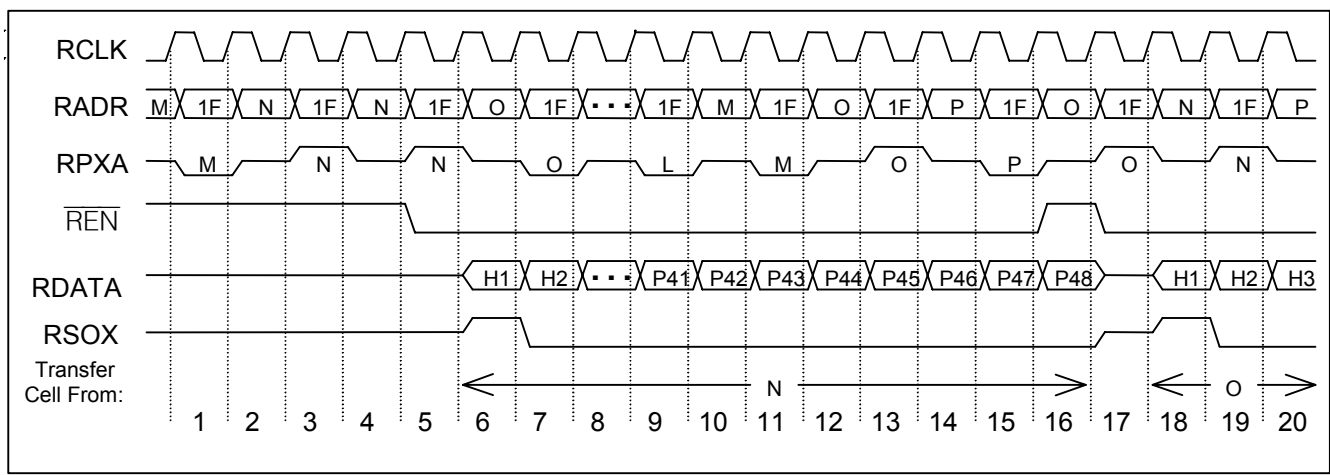 RCLK
RADR M 1F N 1F N 1F O 1F ··· 1F M 1F O 1F P 1F O 1F N 1F P
RPXA M N N O L M O P O N
REN
RDATA H1 H2 ··· P41 P42 P43 P44 P45 P46 P47 P48 H1 H2 H3
RSOX
Transfer
Cell From: N O
1 2 3 4 5 6 7 8 9 10 11 12 13 14 15 16 17 18 19 20